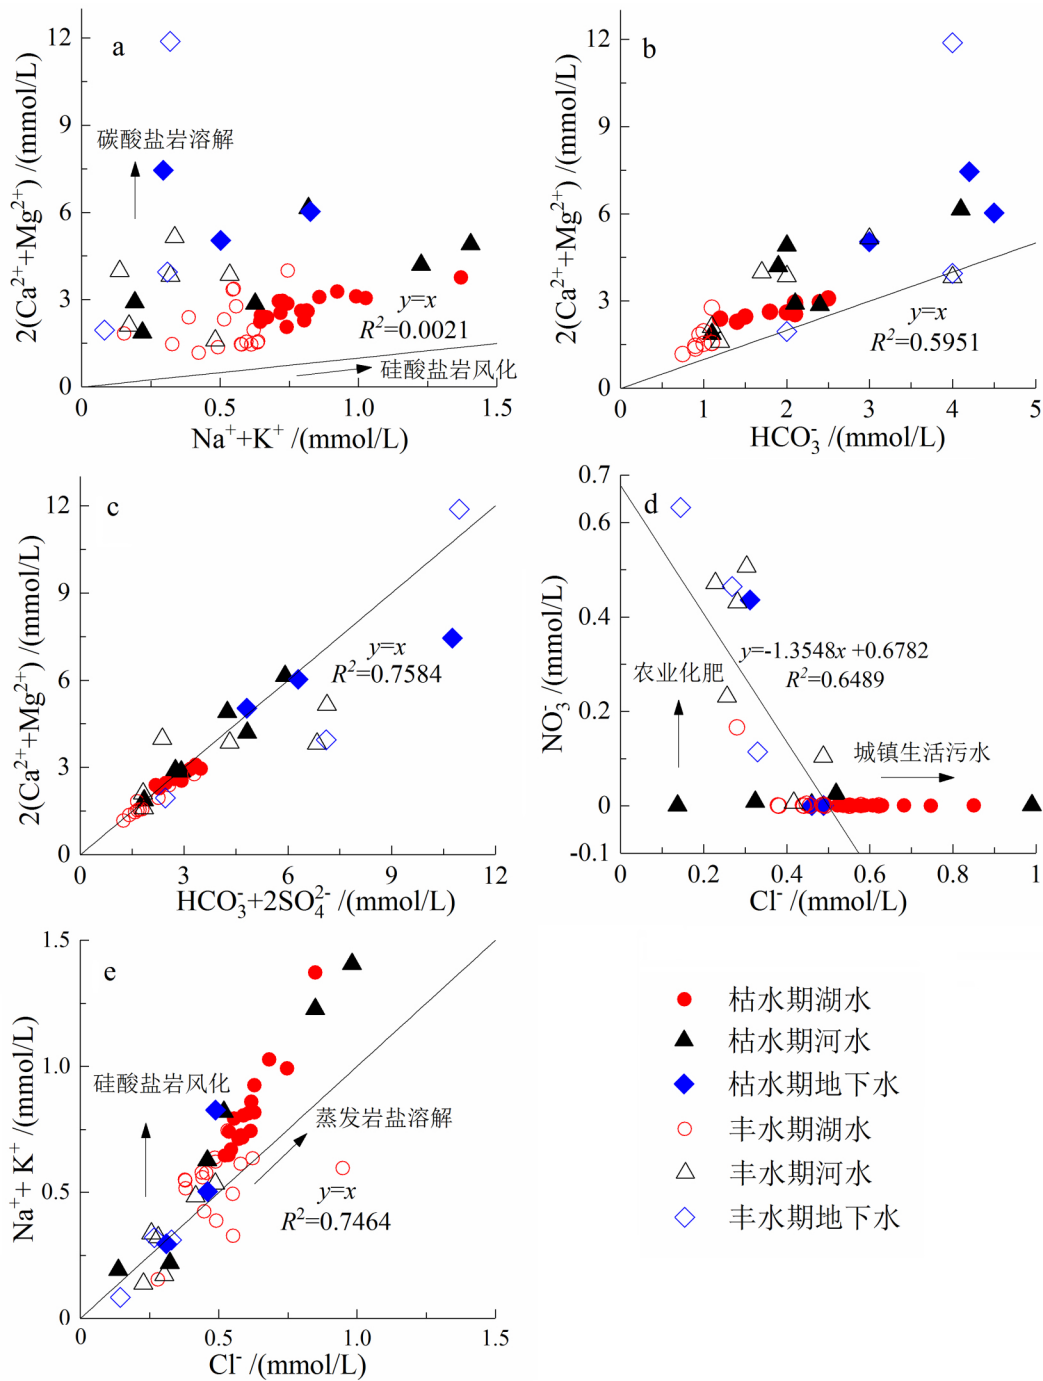 a
2(Ca²⁺+Mg²⁺) /(mmol/L)
12
9
6
3
0
碳酸盐岩溶解
y=x
R²=0.0021
硅酸盐岩风化
0
0.5
1.0
1.5
Na⁺+K⁺ /(mmol/L)
b
2(Ca²⁺+Mg²⁺) /(mmol/L)
12
9
6
3
0
y=x
R²=0.5951
0
1
2
3
4
5
HCO₃⁻ /(mmol/L)
c
2(Ca²⁺+Mg²⁺) /(mmol/L)
12
9
6
3
0
y=x
R²=0.7584
0
3
6
9
12
HCO₃⁻+2SO₄²⁻ /(mmol/L)
d
NO₃⁻ /(mmol/L)
0.7
0.6
0.4
0.2
0
-0.1
y=-1.3548x +0.6782
R²=0.6489
农业化肥
城镇生活污水
0
0.2
0.4
0.6
0.8
1.0
Cl⁻ /(mmol/L)
e
Na⁺+ K⁺ /(mmol/L)
1.5
1.0
0.5
0
硅酸盐岩风化
蒸发岩盐溶解
y=x
R²=0.7464
0
0.5
1.0
1.5
Cl⁻ /(mmol/L)
枯水期湖水
枯水期河水
枯水期地下水
丰水期湖水
丰水期河水
丰水期地下水